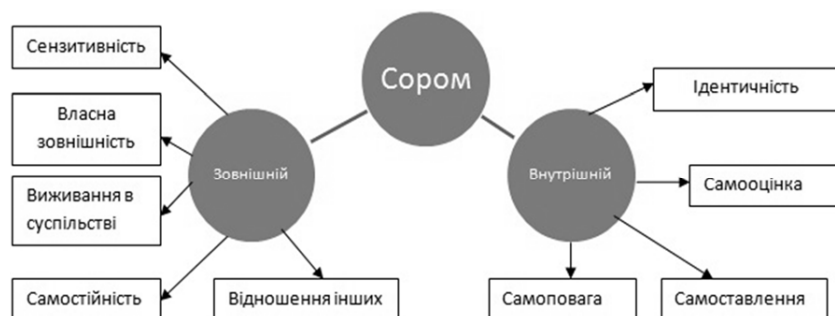 Сором
Зовнішній
Сензитивність
Власна
зовнішність
Виживання в
суспільстві
Самостійність
Відношення інших
Внутрішній
Ідентичність
Самооцінка
Самоповага
Самоставлення